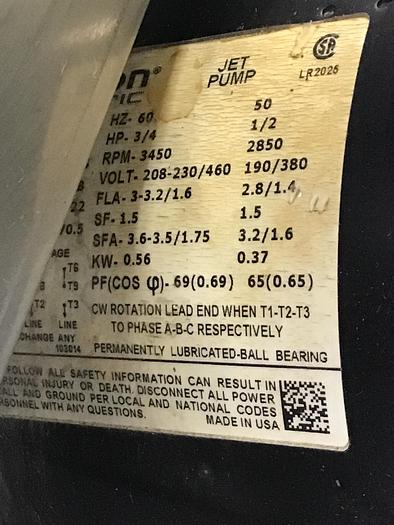 JET
PUMP
LR2025
HZ- 60 50
HP- 3/4 1/2
RPM- 3450 2850
VOLT- 208-230/460 190/380
FLA- 3-3.2/1.6 2.8/1.4
SF- 1.5 1.5
SFA- 3.6-3.5/1.75 3.2/1.6
KW- 0.56 0.37
PF(COS φ)- 69(0.69) 65(0.65)
T6
T9
T2 T3
LINE LINE
CHANGE ANY
103014
CW ROTATION LEAD END WHEN T1-T2-T3
TO PHASE A-B-C RESPECTIVELY
PERMANENTLY LUBRICATED-BALL BEARING
FOLLOW ALL SAFETY INFORMATION CAN RESULT IN
INJURY OR DEATH. DISCONNECT ALL POWER
AND GROUND PER LOCAL AND NATIONAL CODES
WITH ANY QUESTIONS.
MADE IN USA